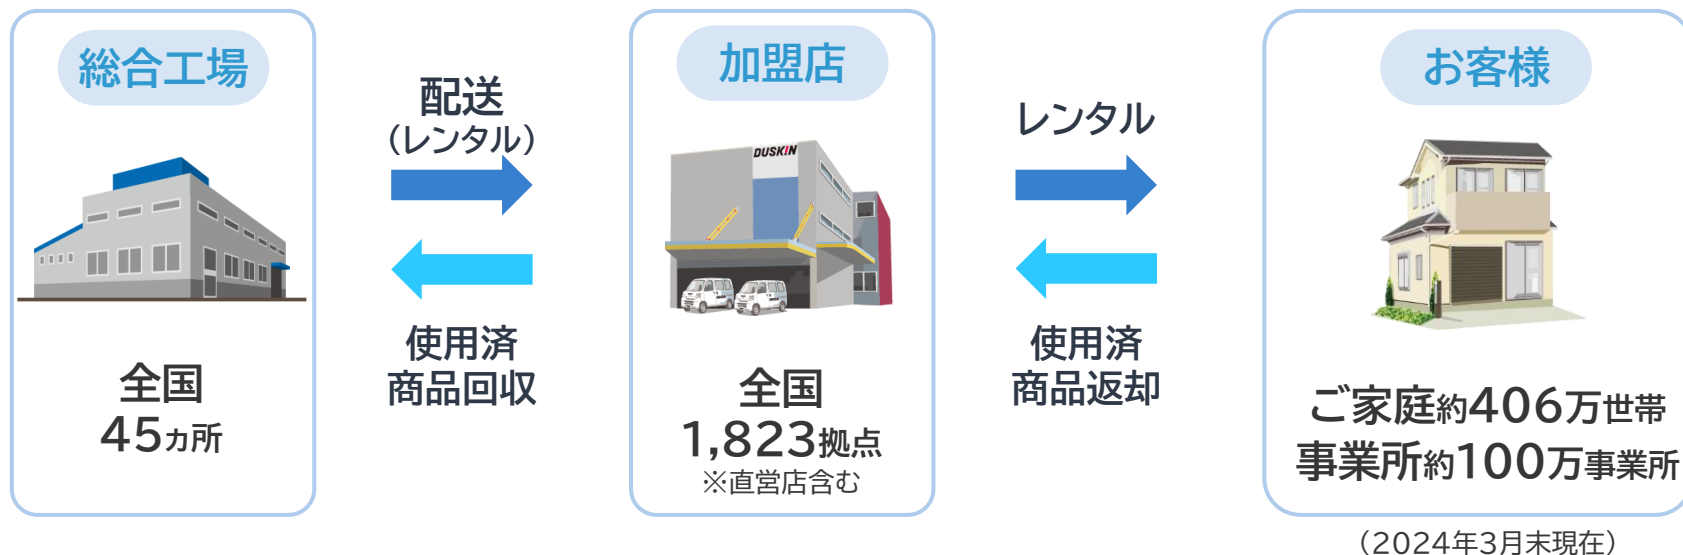 総合工場
全国
45ヵ所
配送
（レンタル）
使用済
商品回収
加盟店
DUSKIN
全国
1,823拠点
※直営店含む
レンタル
使用済
商品返却
お客様
ご家庭約406万世帯
事業所約100万事業所
（2024年3月末現在）